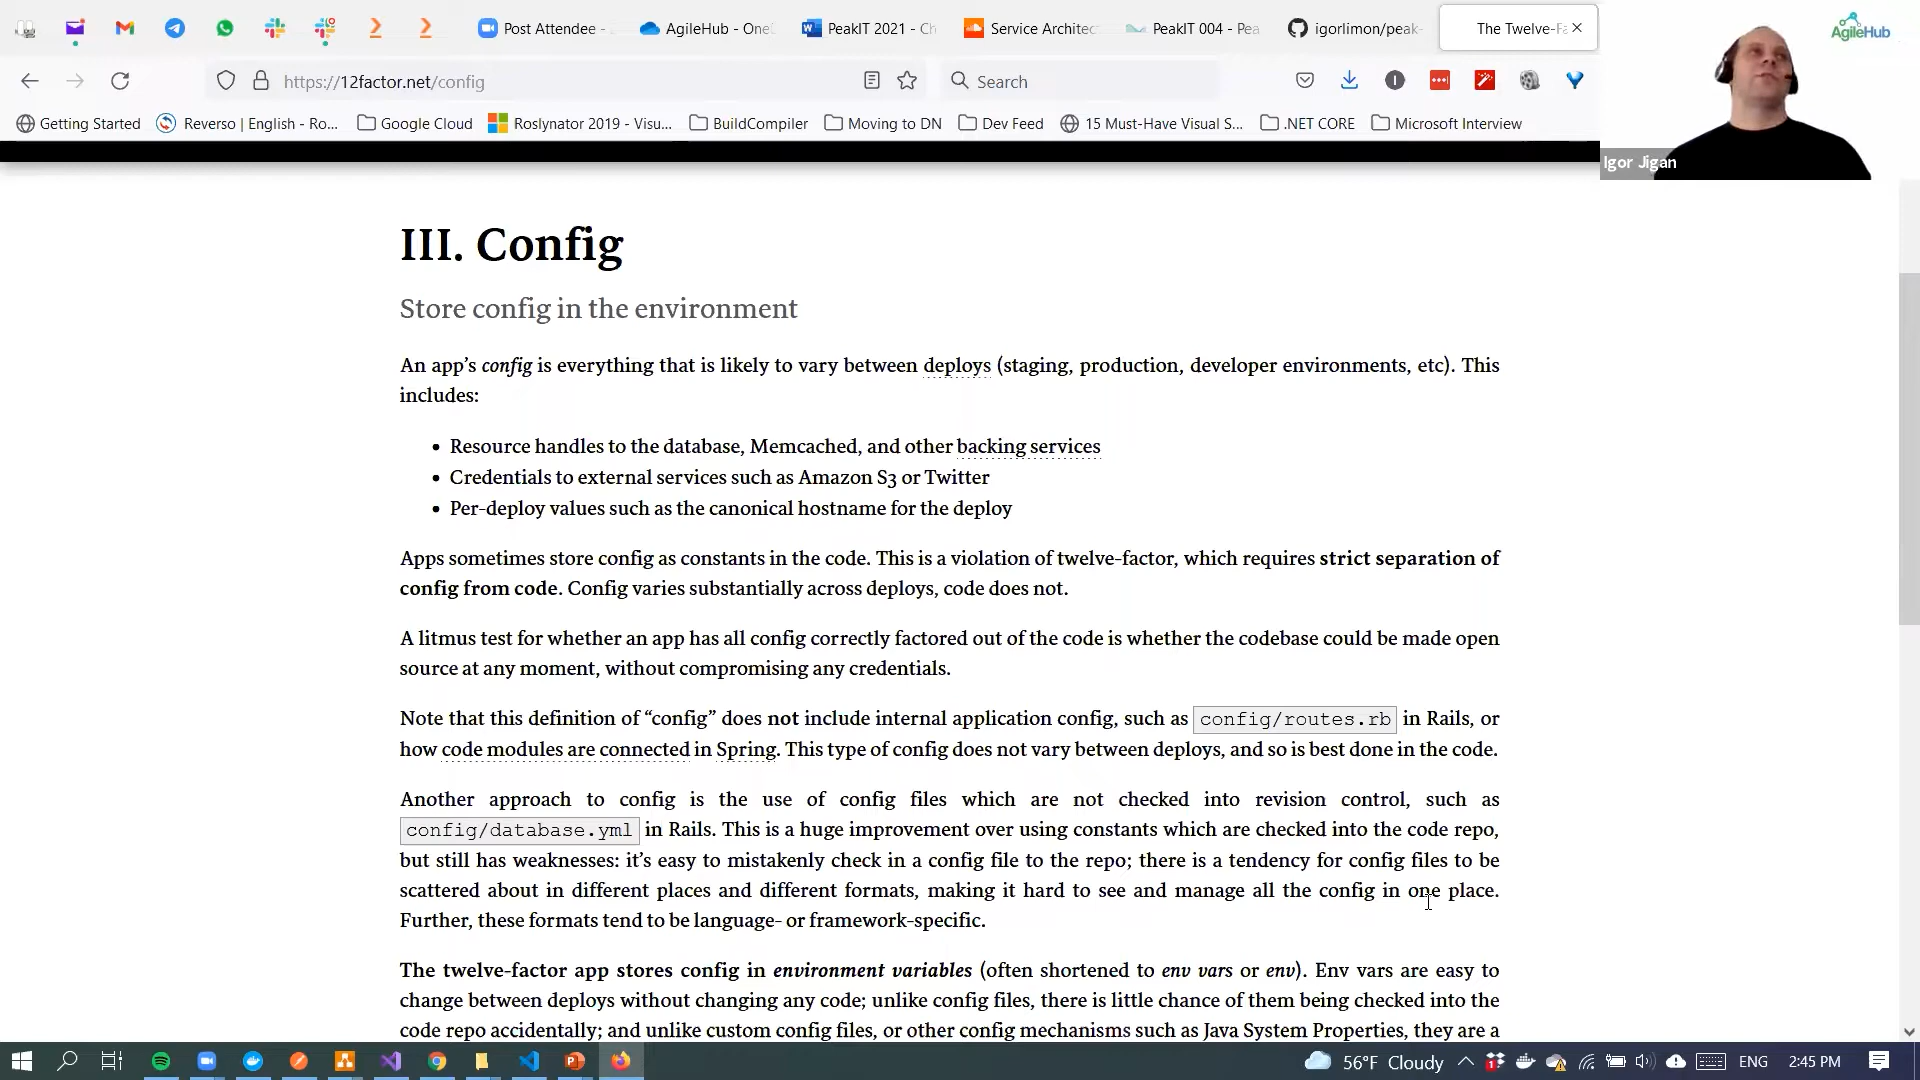 Post Attendee -
AgileHub - One
PeakIT 2021 - C
Service Architec
PeakIT 004 - Pea
igorlimon/peak-
The Twelve-Fa
AgileHub
https://12factor.net/config
Search
Getting Started
Reverso | English - Ro...
Google Cloud
Roslynator 2019 - Visu...
BuildCompiler
Moving to DN
Dev Feed
15 Must-Have Visual S...
.NET CORE
Microsoft Interview
Igor Jigan
III. Config
Store config in the environment
An app’s config is everything that is likely to vary between deploys (staging, production, developer environments, etc). This
includes:
• Resource handles to the database, Memcached, and other backing services
• Credentials to external services such as Amazon S3 or Twitter
• Per-deploy values such as the canonical hostname for the deploy
Apps sometimes store config as constants in the code. This is a violation of twelve-factor, which requires strict separation of
config from code. Config varies substantially across deploys, code does not.
A litmus test for whether an app has all config correctly factored out of the code is whether the codebase could be made open
source at any moment, without compromising any credentials.
Note that this definition of “config” does not include internal application config, such as config/routes.rb in Rails, or
how code modules are connected in Spring. This type of config does not vary between deploys, and so is best done in the code.
Another approach to config is the use of config files which are not checked into revision control, such as
config/database.yml in Rails. This is a huge improvement over using constants which are checked into the code repo,
but still has weaknesses: it’s easy to mistakenly check in a config file to the repo; there is a tendency for config files to be
scattered about in different places and different formats, making it hard to see and manage all the config in one place.
Further, these formats tend to be language- or framework-specific.
The twelve-factor app stores config in environment variables (often shortened to env vars or env). Env vars are easy to
change between deploys without changing any code; unlike config files, there is little chance of them being checked into the
code repo accidentally; and unlike custom config files, or other config mechanisms such as Java System Properties, they are a
56°F Cloudy
ENG
2:45 PM